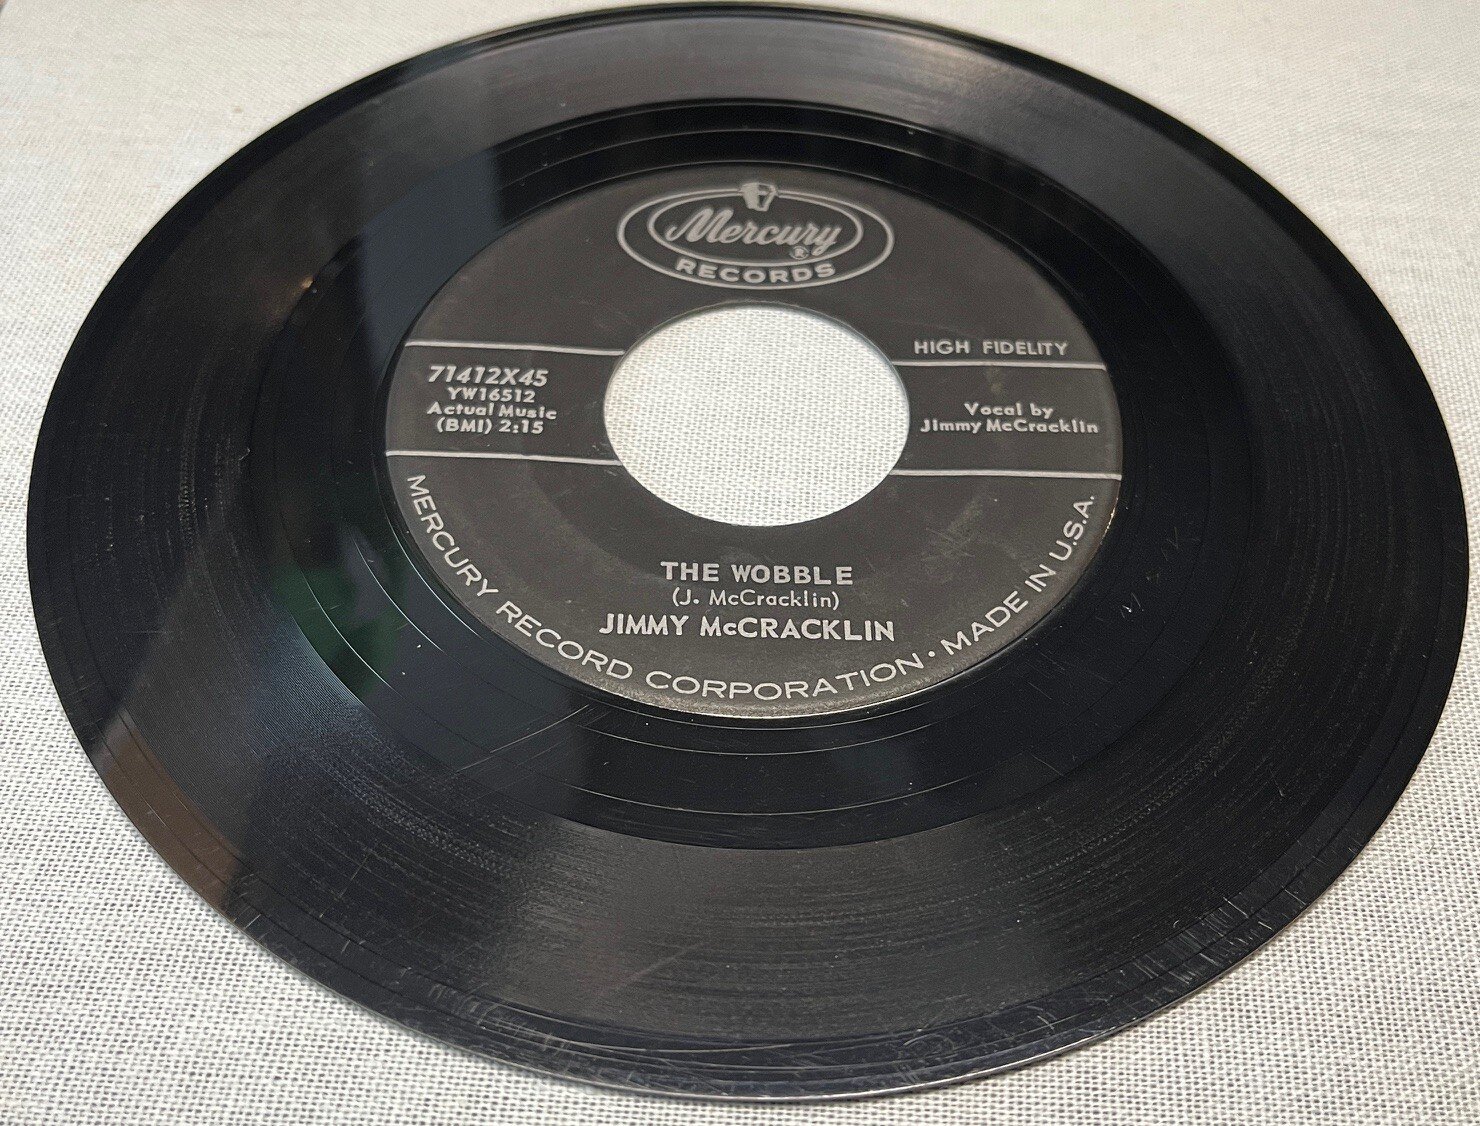 Mercury ®
RECORDS
HIGH FIDELITY
71412X45
YW16512
Actual Music
(BMI) 2:15
Vocal by
Jimmy McCracklin
THE WOBBLE
(J. McCracklin)
JIMMY McCRACKLIN
MERCURY RECORD CORPORATION • MADE IN U.S.A.